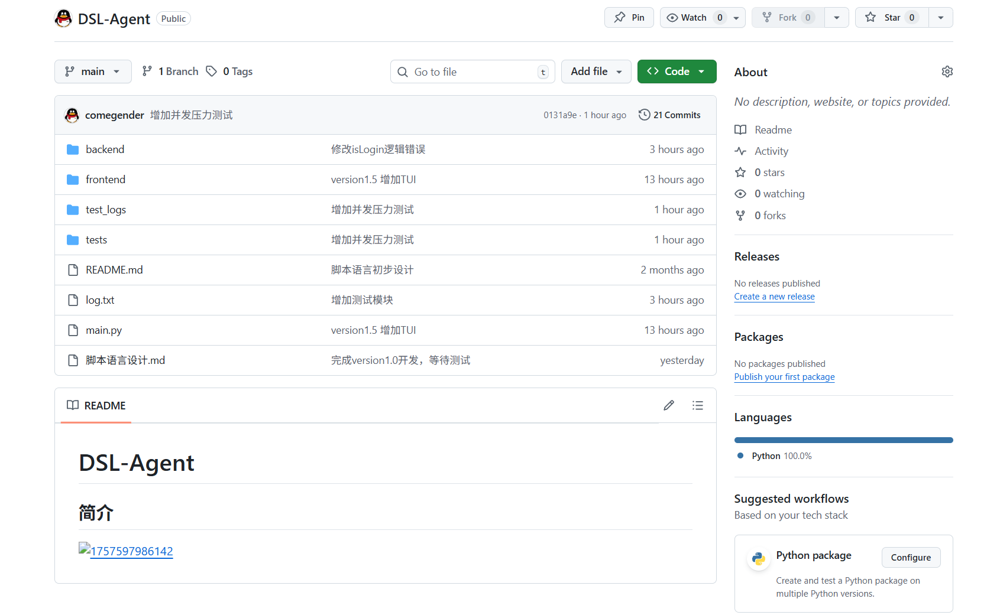 DSL-Agent Public
Pin
Watch 0
Fork 0
Star 0
main
1 Branch
0 Tags
Go to file t
Add file
Code
comegender 增加并发压力测试 0131a9e · 1 hour ago 21 Commits
backend 修改isLogin逻辑错误 3 hours ago
frontend version1.5 增加TUI 13 hours ago
test_logs 增加并发压力测试 1 hour ago
tests 增加并发压力测试 1 hour ago
README.md 脚本语言初步设计 2 months ago
log.txt 增加测试模块 3 hours ago
main.py version1.5 增加TUI 13 hours ago
脚本语言设计.md 完成version1.0开发，等待测试 yesterday
README
DSL-Agent
简介
1757597986142
About
No description, website, or topics provided.
Readme
Activity
0 stars
0 watching
0 forks
Releases
No releases published
Create a new release
Packages
No packages published
Publish your first package
Languages
Python 100.0%
Suggested workflows
Based on your tech stack
Python package
Configure
Create and test a Python package on
multiple Python versions.